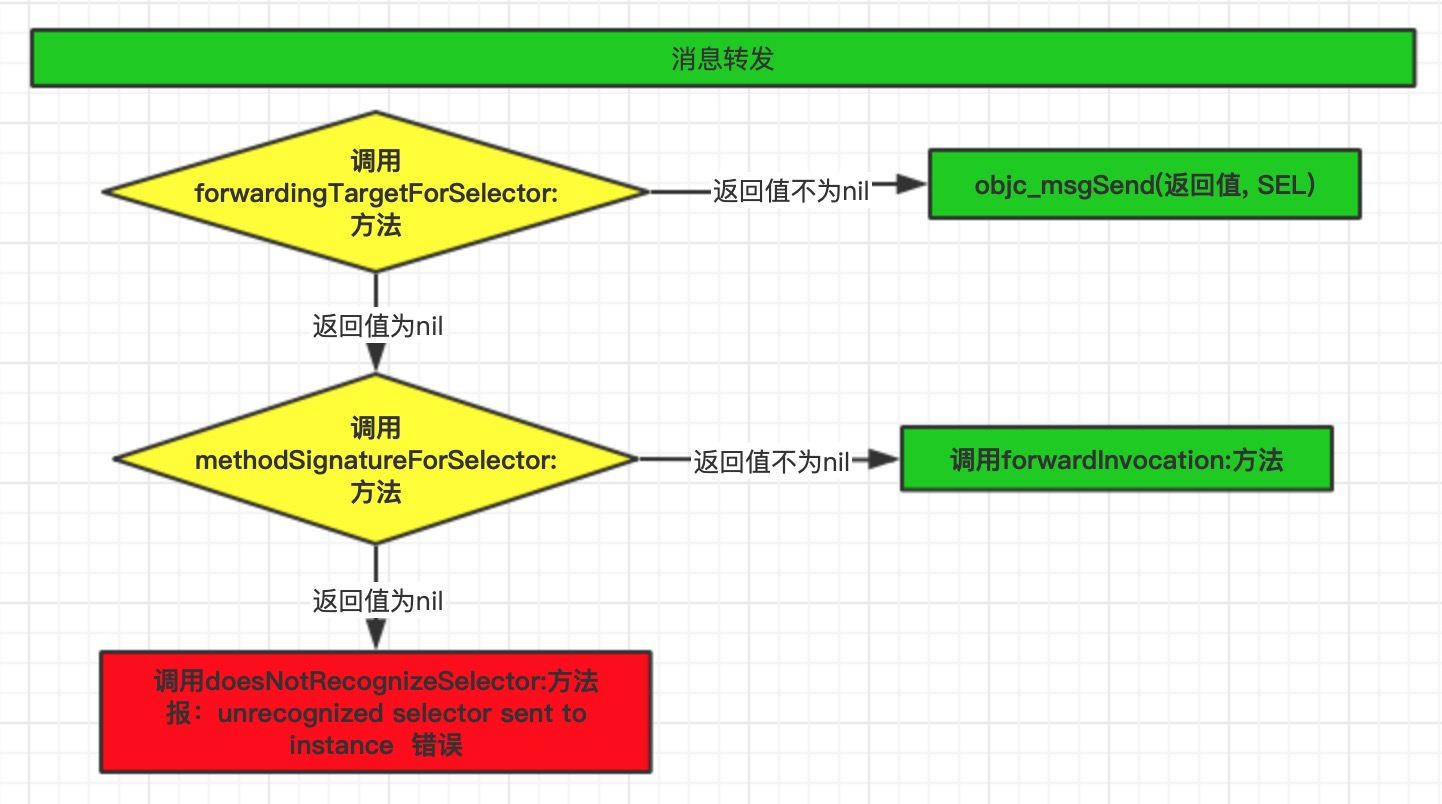 消息转发
调用
forwardingTargetForSelector:
方法
返回值不为nil
objc_msgSend(返回值, SEL)
返回值为nil
调用
methodSignatureForSelector:
方法
返回值不为nil
调用forwardInvocation:方法
返回值为nil
调用doesNotRecognizeSelector:方法
报：unrecognized selector sent to
instance 错误